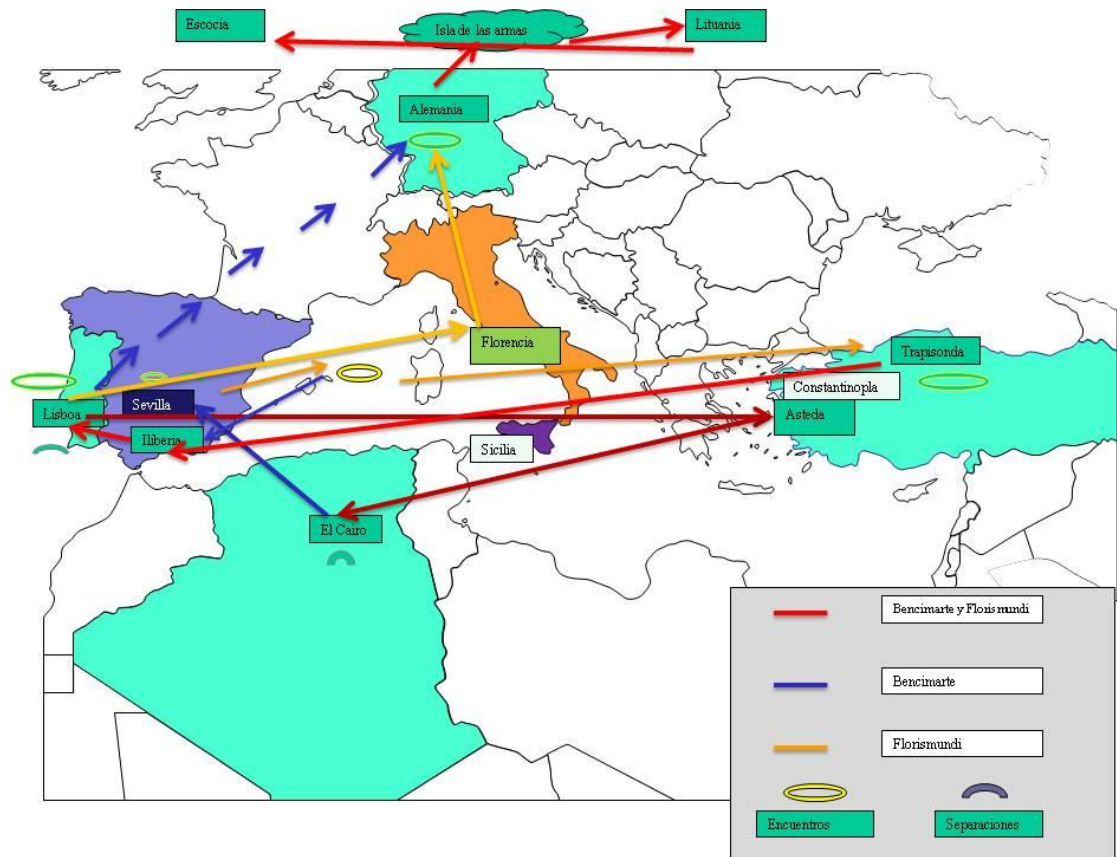 Escocia
Isla de las armas
Lituania
Alemania
Florencia
Trapisonda
Constantinopla
Lisboa
Sevilla
Asteda
Iliberia
Sicilia
El Cairo
Bencimarte y Florismundi
Bencimarte
Florismundi
Encuentros
Separaciones